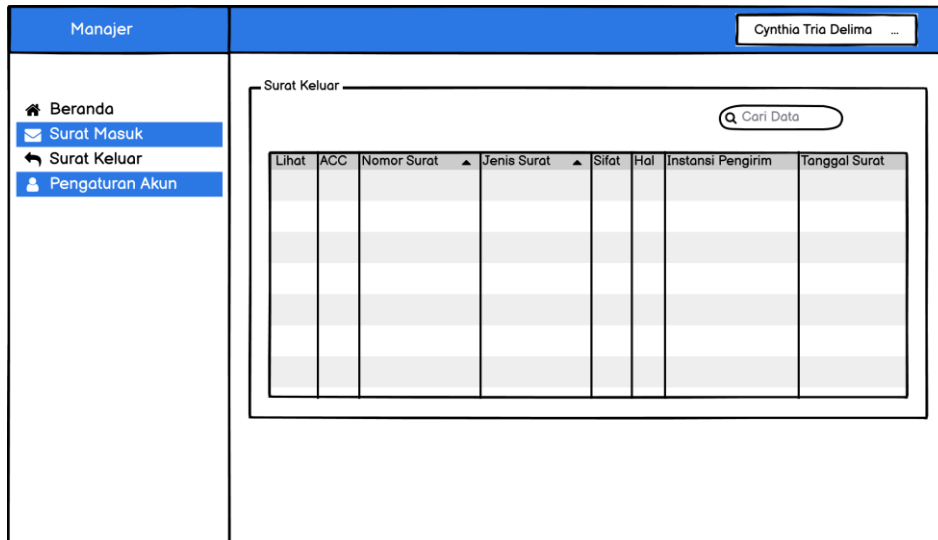 Manajer
Cynthia Tria Delima ...
Beranda
Surat Masuk
Surat Keluar
Pengaturan Akun
Surat Keluar
Cari Data
Lihat ACC Nomor Surat Jenis Surat Sifat Hal Instansi Pengirim Tanggal Surat